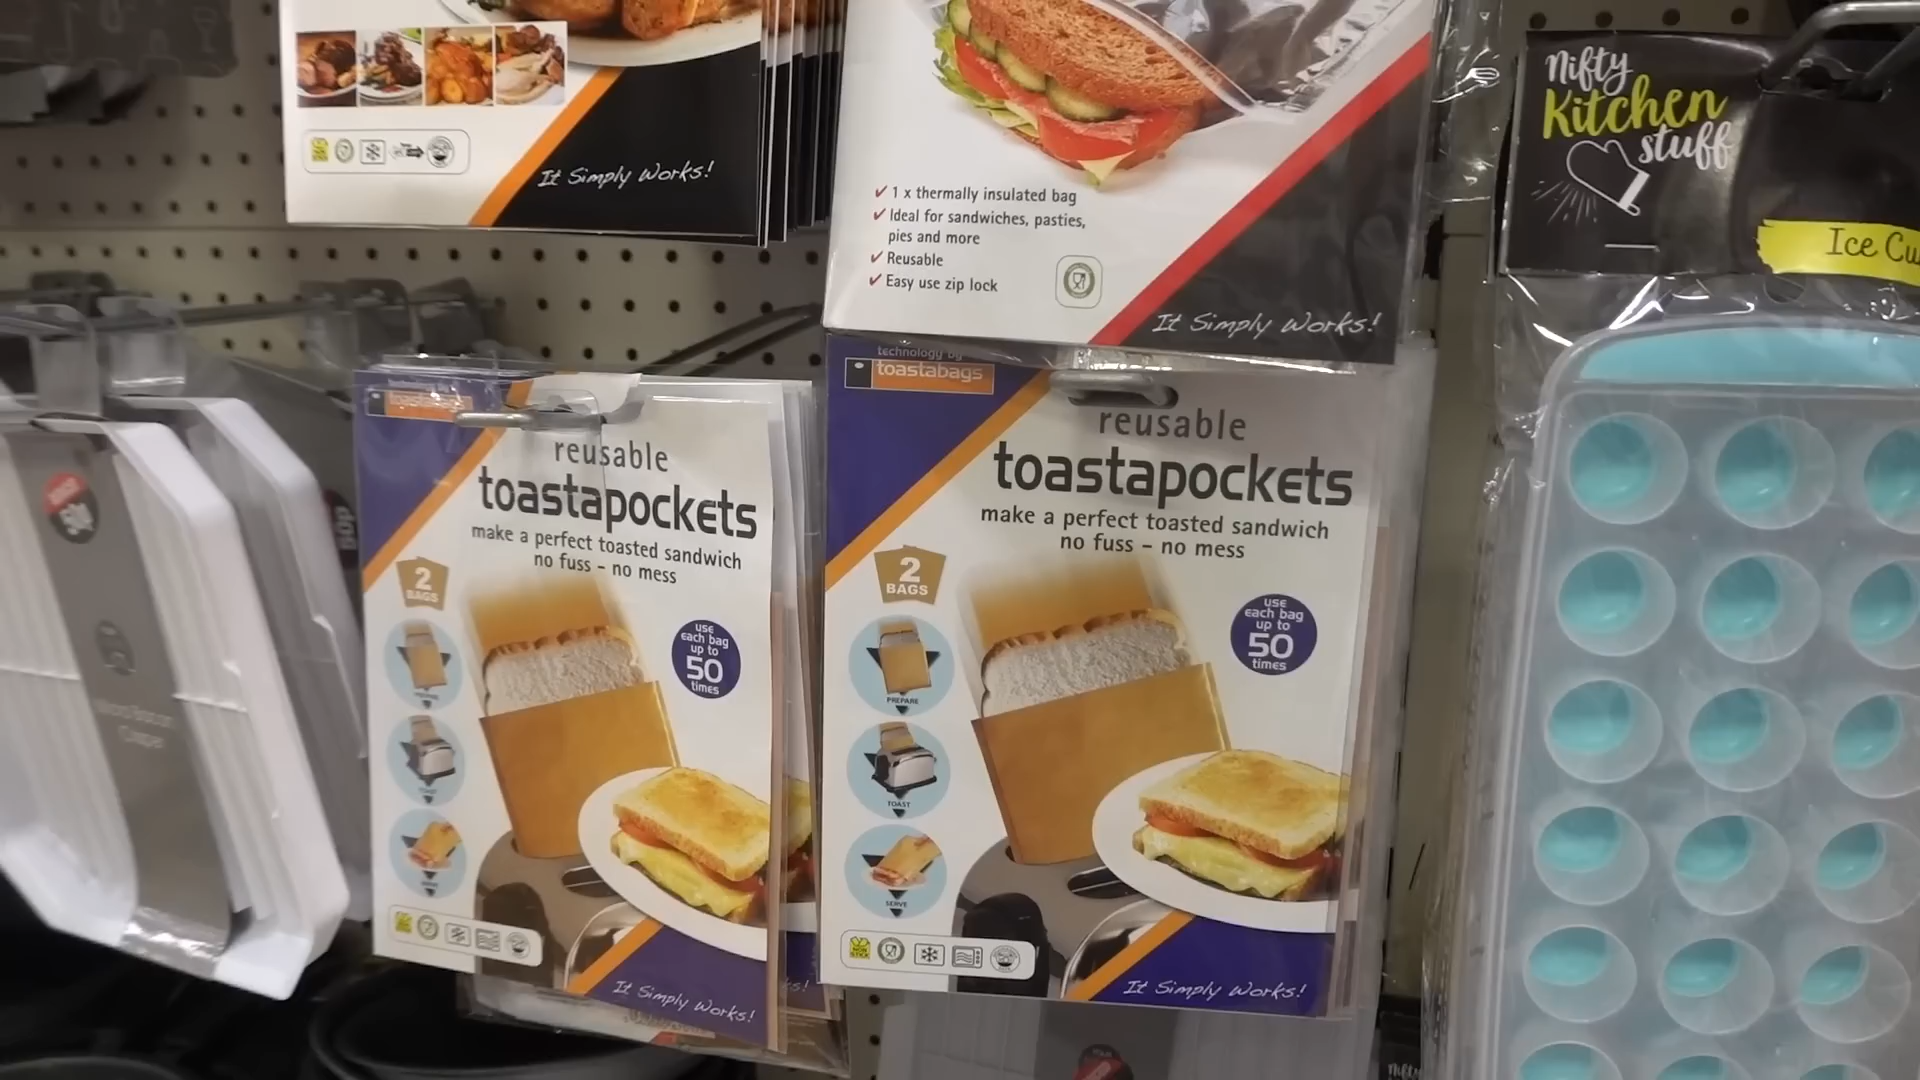 It Simply Works!
1 x thermally insulated bag
Ideal for sandwiches, pasties,
pies and more
Reusable
Easy use zip lock
It Simply Works!
Nifty
Kitchen
stuff
Ice Cu
toastabags
reusable
toastapockets
make a perfect toasted sandwich
no fuss - no mess
2
BAGS
use
each bag
up to
50
times
It Simply Works!
technology by
toastabags
reusable
toastapockets
make a perfect toasted sandwich
no fuss - no mess
2
BAGS
use
each bag
up to
50
times
PREPARE
TOAST
SERVE
NON
STICK
It Simply Works!